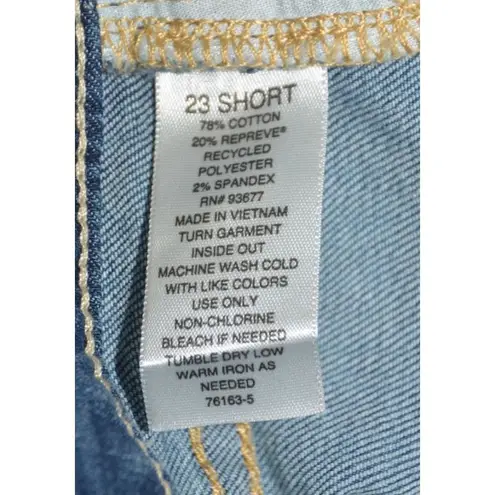 23 SHORT
78% COTTON
20% REPREVE®
RECYCLED
POLYESTER
2% SPANDEX
RN# 93677
MADE IN VIETNAM
TURN GARMENT
INSIDE OUT
MACHINE WASH COLD
WITH LIKE COLORS
USE ONLY
NON-CHLORINE
BLEACH IF NEEDED
TUMBLE DRY LOW
WARM IRON AS
NEEDED
76163-5